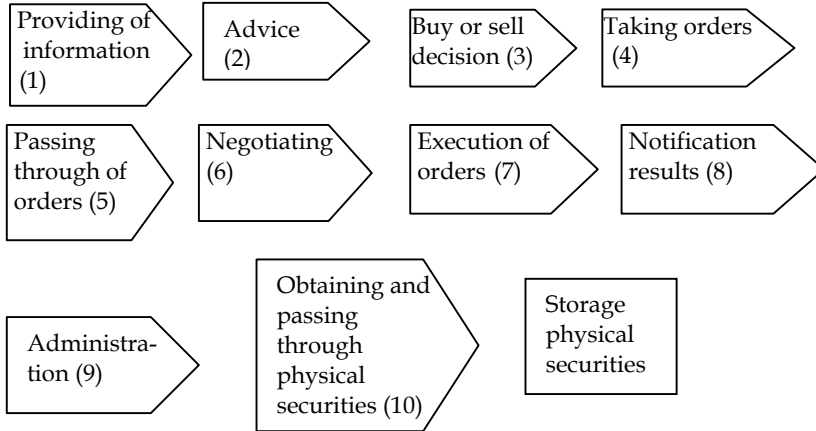 Providing of
information
(1)
Advice
(2)
Buy or sell
decision (3)
Taking orders
(4)
Passing
through of
orders (5)
Negotiating
(6)
Execution of
orders (7)
Notification
results (8)
Administra-
tion (9)
Obtaining and
passing
through
physical
securities (10)
Storage
physical
securities